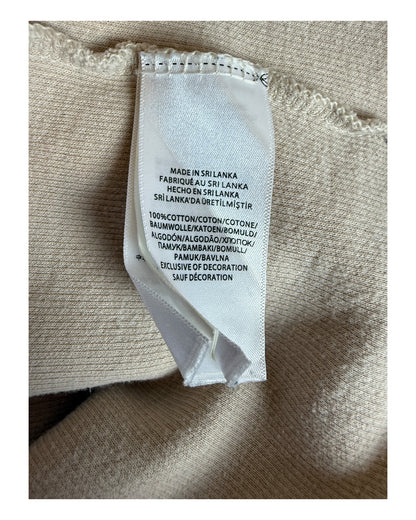 MADE IN SRI LANKA
FABRIQUÉ AU SRI LANKA
HECHO EN SRI LANKA
SRİ LANKA'DA ÜRETİLMİŞTİR
100%COTTON/COTON/COTONE/
BAUMWOLLE/KATOEN/BOMULD/
ALGODÓN/ALGODÃO/ХЛОПОК/
ПАМУК/BAMBAKI/BOMULL/
PAMUK/BAVLNA
EXCLUSIVE OF DECORATION
SAUF DÉCORATION